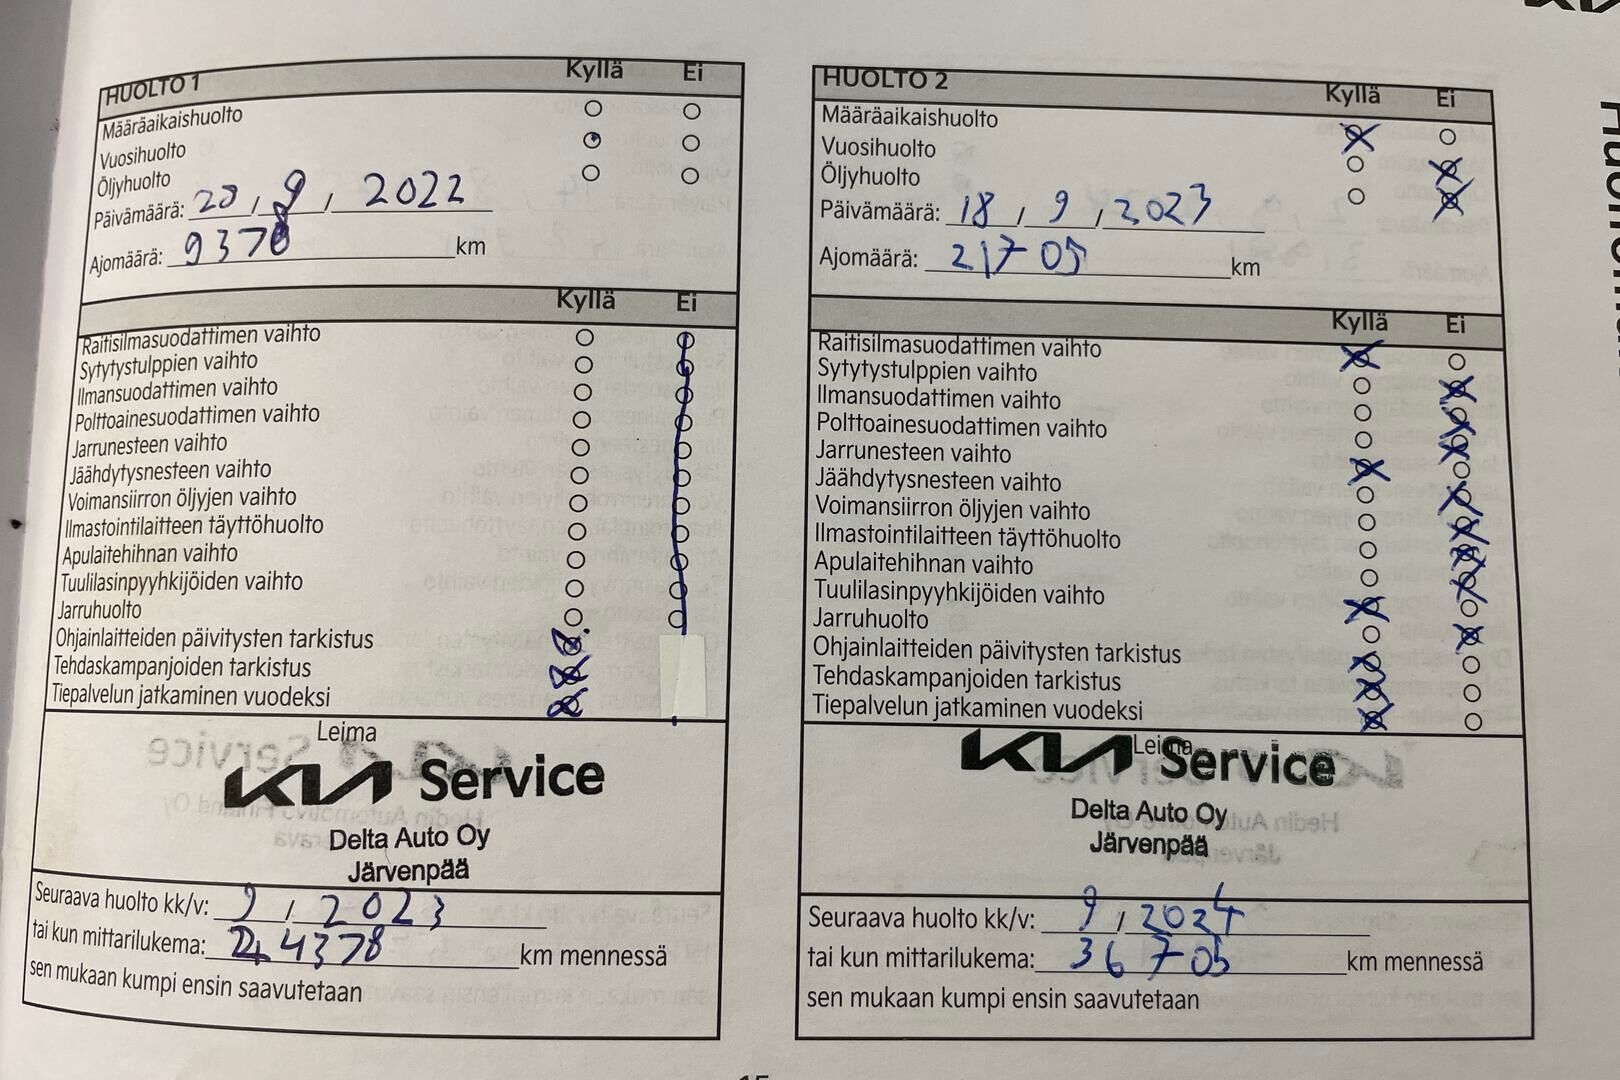 HUOLTO 1 Kyllä Ei
Määräaikaishuolto
Vuosihuolto
Öljyhuolto
Päivämäärä: 20 / 9 / 2022
Ajomäärä: 9378 km
Kyllä Ei
Raitisilmasuodattimen vaihto
Sytytystulppien vaihto
Ilmansuodattimen vaihto
Polttoainesuodattimen vaihto
Jarrunesteen vaihto
Jäähdytysnesteen vaihto
Voimansiirron öljyjen vaihto
Ilmastointilaitteen täyttöhuolto
Apulaitehihnan vaihto
Tuulilasinpyyhkijöiden vaihto
Jarruhuolto
Ohjainlaitteiden päivitysten tarkistus
Tehdaskampanjoiden tarkistus
Tiepalvelun jatkaminen vuodeksi
Leima
KIA Service
Delta Auto Oy
Järvenpää
Seuraava huolto kk/v: 9 / 2023
tai kun mittarilukema: 24378 km mennessä
sen mukaan kumpi ensin saavutetaan
HUOLTO 2 Kyllä Ei
Määräaikaishuolto
Vuosihuolto
Öljyhuolto
Päivämäärä: 18 / 9 / 2023
Ajomäärä: 21705 km
Kyllä Ei
Raitisilmasuodattimen vaihto
Sytytystulppien vaihto
Ilmansuodattimen vaihto
Polttoainesuodattimen vaihto
Jarrunesteen vaihto
Jäähdytysnesteen vaihto
Voimansiirron öljyjen vaihto
Ilmastointilaitteen täyttöhuolto
Apulaitehihnan vaihto
Tuulilasinpyyhkijöiden vaihto
Jarruhuolto
Ohjainlaitteiden päivitysten tarkistus
Tehdaskampanjoiden tarkistus
Tiepalvelun jatkaminen vuodeksi
Leima
KIA Service
Delta Auto Oy
Järvenpää
Seuraava huolto kk/v: 9 / 2024
tai kun mittarilukema: 36705 km mennessä
sen mukaan kumpi ensin saavutetaan